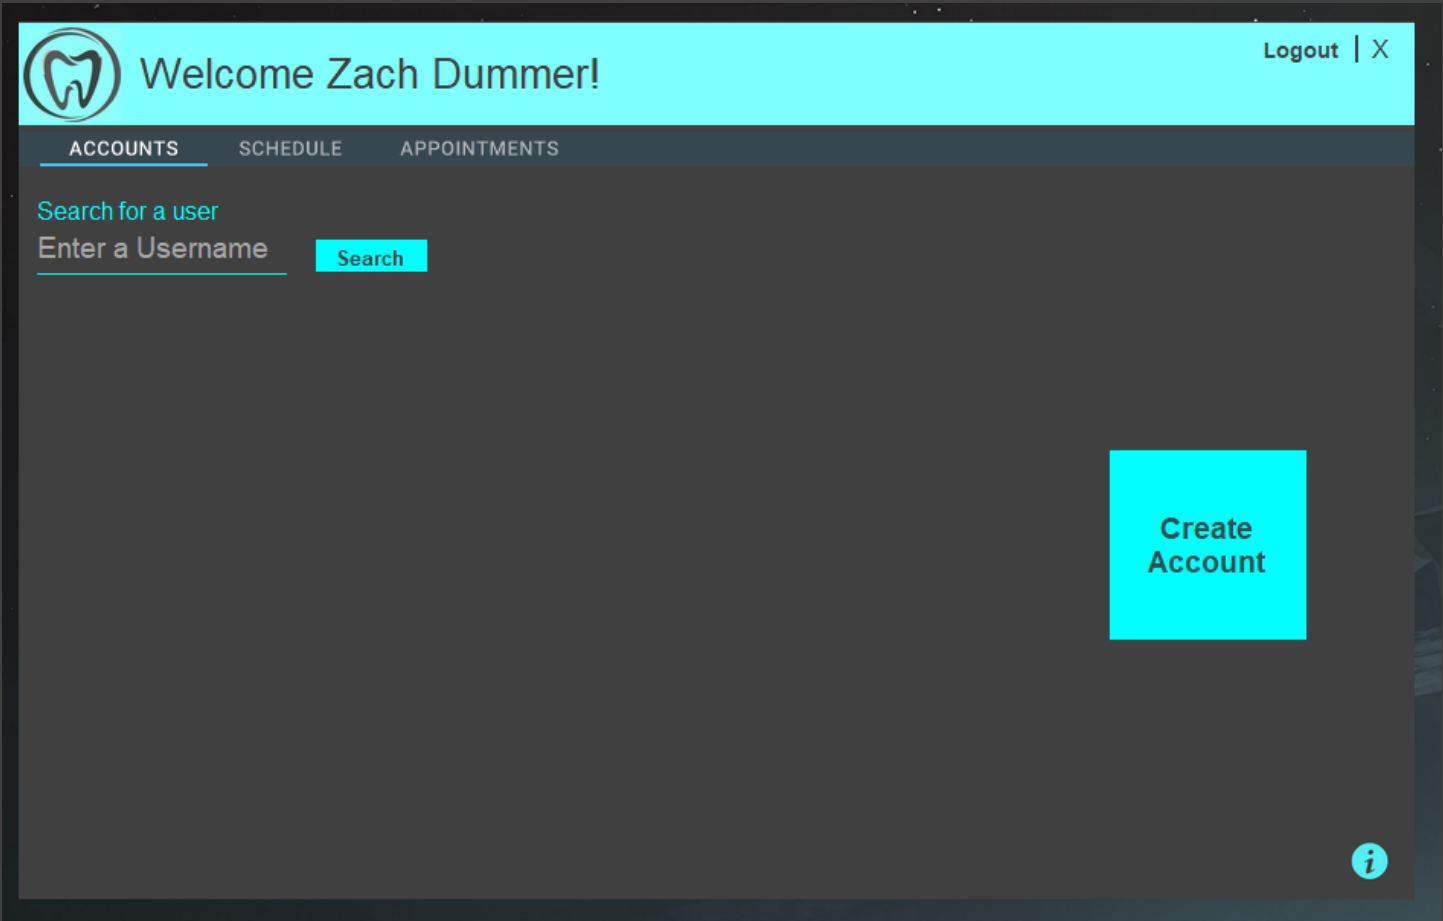 Welcome Zach Dummer!
Logout | X
ACCOUNTS SCHEDULE APPOINTMENTS
Search for a user
Enter a Username
Search
Create
Account
i